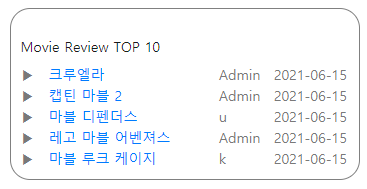 Movie Review TOP 10
▶ 크루엘라 Admin 2021-06-15
▶ 캡틴 마블 2 Admin 2021-06-15
▶ 마블 디펜더스 u 2021-06-15
▶ 레고 마블 어벤져스 Admin 2021-06-15
▶ 마블 루크 케이지 k 2021-06-15